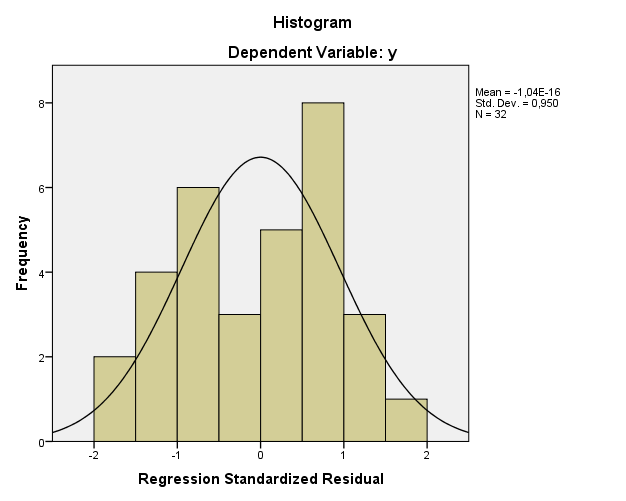 Histogram
Dependent Variable: y
Mean = -1,04E-16
Std. Dev. = 0,950
N = 32
Frequency
8
6
4
2
0
-2 -1 0 1 2
Regression Standardized Residual